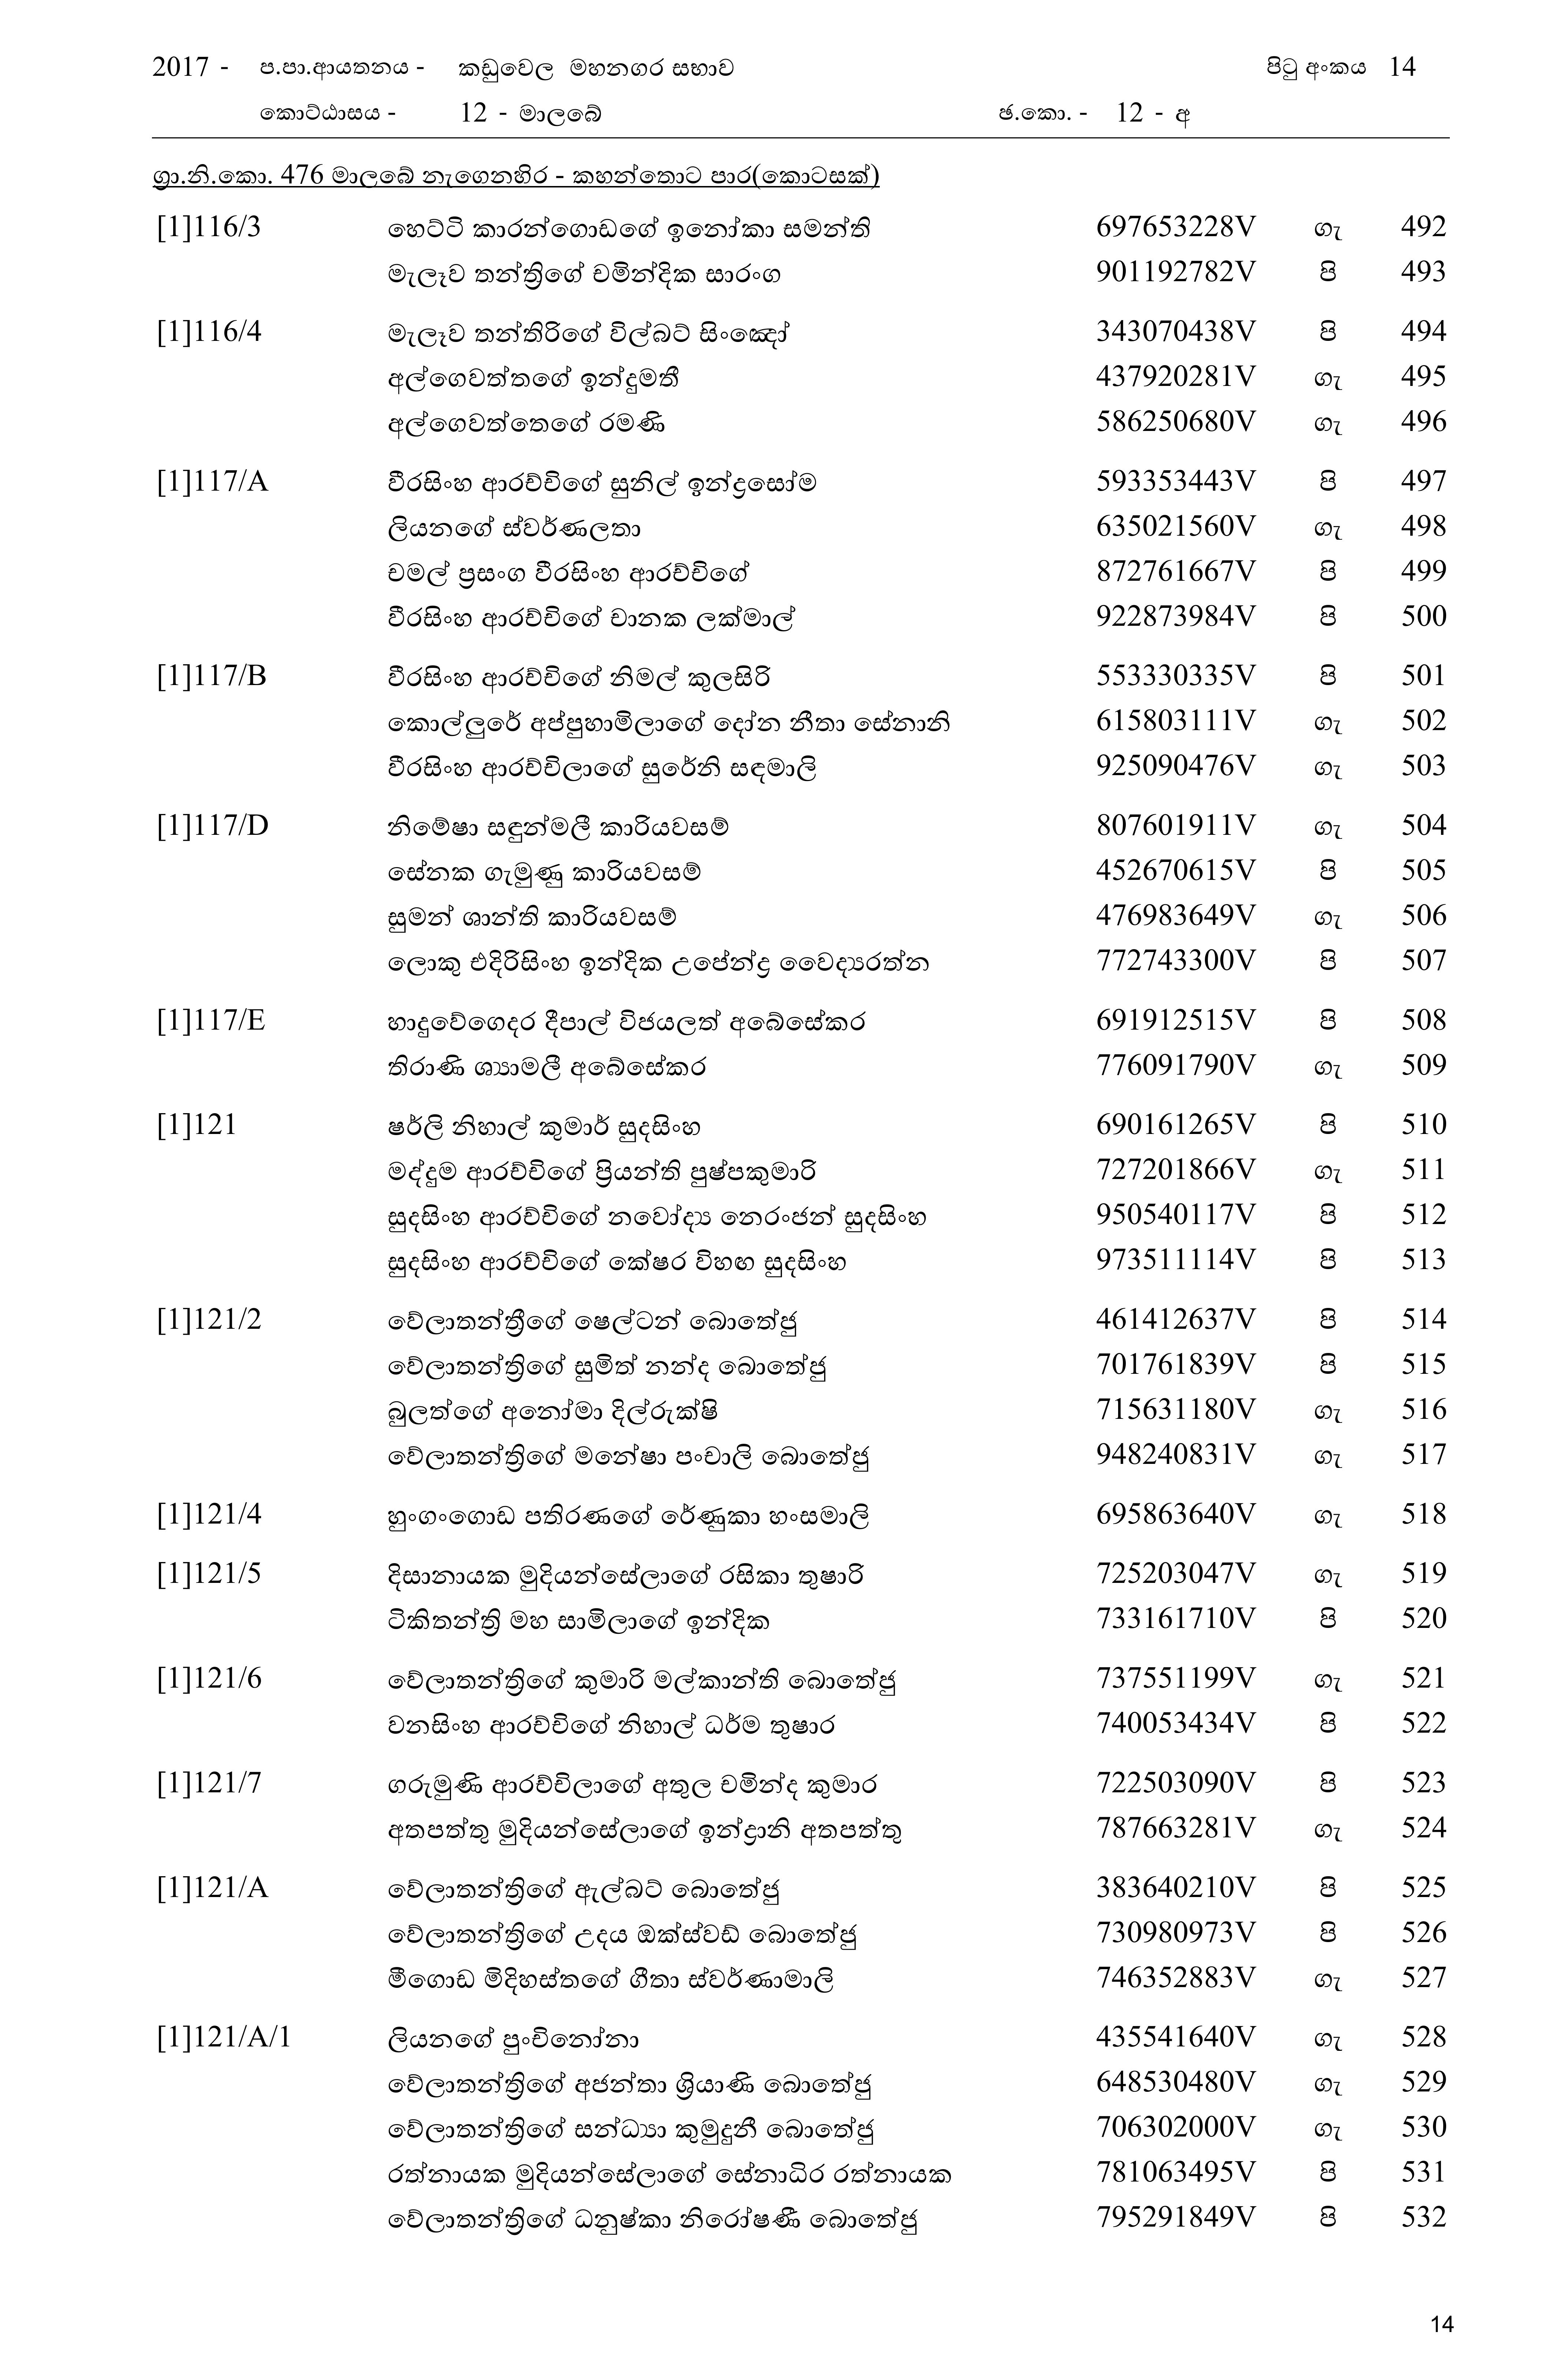 2017 - ප.පා.ආයතනය - කඩුවෙල මහනගර සභාව පිටු අංකය 14
කොට්ඨාසය - 12 - මාලබේ ඡ.කො. - 12 - අ
ග්‍රා.නි.කො. 476 මාලබේ නැගෙනහිර - කහන්තොට පාර(කොටසක්)
[1]116/3 හෙට්ටි කාරන්ගොඩගේ ඉනෝකා සමන්ති 697653228V ගැ 492
මැලෑව තන්ත්‍රිගේ චමින්දික සාරංග 901192782V පි 493
[1]116/4 මැලෑව තන්තිරිගේ විල්බට් සිංඤෝ 343070438V පි 494
අල්ගෙවත්තගේ ඉන්දුමතී 437920281V ගැ 495
අල්ගෙවත්තෙගේ රමණි 586250680V ගැ 496
[1]117/A වීරසිංහ ආරච්චිගේ සුනිල් ඉන්ද්‍රසෝම 593353443V පි 497
ලියනගේ ස්වර්ණලතා 635021560V ගැ 498
චමල් ප්‍රසංග වීරසිංහ ආරච්චිගේ 872761667V පි 499
වීරසිංහ ආරච්චිගේ චානක ලක්මාල් 922873984V පි 500
[1]117/B වීරසිංහ ආරච්චිගේ නිමල් කුලසිරි 553330335V පි 501
කොල්ලුරේ අප්පුහාමිලාගේ දෝන නීතා සේනානි 615803111V ගැ 502
වීරසිංහ ආරච්චිලාගේ සුරේනි සඳමාලි 925090476V ගැ 503
[1]117/D නිමේෂා සඳුන්මලී කාරියවසම් 807601911V ගැ 504
සේනක ගැමුණු කාරියවසම් 452670615V පි 505
සුමන් ශාන්ති කාරියවසම් 476983649V ගැ 506
ලොකු එදිරිසිංහ ඉන්දික උපේන්ද්‍ර වෛද්‍යරත්න 772743300V පි 507
[1]117/E හාදුවේගෙදර දීපාල් විජයලත් අබේසේකර 691912515V පි 508
තිරාණි ශ්‍යාමලී අබේසේකර 776091790V ගැ 509
[1]121 ෂර්ලි නිහාල් කුමාර් සුදසිංහ 690161265V පි 510
මද්දුම ආරච්චිගේ ප්‍රියන්ති පුෂ්පකුමාරි 727201866V ගැ 511
සුදසිංහ ආරච්චිගේ නවෝද්‍ය නෙරංජන් සුදසිංහ 950540117V පි 512
සුදසිංහ ආරච්චිගේ කේෂර විහඟ සුදසිංහ 973511114V පි 513
[1]121/2 වේලාතන්ත්‍රීගේ ෂෙල්ටන් බොතේජු 461412637V පි 514
වේලාතන්ත්‍රිගේ සුමිත් නන්ද බොතේජු 701761839V පි 515
බුලත්ගේ අනෝමා දිල්රුක්ෂි 715631180V ගැ 516
වේලාතන්ත්‍රිගේ මනේෂා පංචාලි බොතේජු 948240831V ගැ 517
[1]121/4 හුංගංගොඩ පතිරණගේ රේණුකා හංසමාලි 695863640V ගැ 518
[1]121/5 දිසානායක මුදියන්සේලාගේ රසිකා තුෂාරි 725203047V ගැ 519
ටිකිතන්ත්‍රි මහ සාමිලාගේ ඉන්දික 733161710V පි 520
[1]121/6 වේලාතන්ත්‍රිගේ කුමාරි මල්කාන්ති බොතේජු 737551199V ගැ 521
වනසිංහ ආරච්චිගේ නිහාල් ධර්ම තුෂාර 740053434V පි 522
[1]121/7 ගරුමුණි ආරච්චිලාගේ අතුල චමින්ද කුමාර 722503090V පි 523
අතපත්තු මුදියන්සේලාගේ ඉන්ද්‍රානි අතපත්තු 787663281V ගැ 524
[1]121/A වේලාතන්ත්‍රිගේ ඇල්බට් බොතේජු 383640210V පි 525
වේලාතන්ත්‍රිගේ උදය ඔක්ස්වඩ් බොතේජු 730980973V පි 526
මීගොඩ මිදිහස්තගේ ගීතා ස්වර්ණාමාලි 746352883V ගැ 527
[1]121/A/1 ලියනගේ පුංචිනෝනා 435541640V ගැ 528
වේලාතන්ත්‍රිගේ අජන්තා ශ්‍රියාණි බොතේජු 648530480V ගැ 529
වේලාතන්ත්‍රිගේ සන්ධ්‍යා කුමුදුනී බොතේජු 706302000V ගැ 530
රත්නායක මුදියන්සේලාගේ සේනාධිර රත්නායක 781063495V පි 531
වේලාතන්ත්‍රිගේ ධනුෂ්කා නිරෝෂණී බොතේජු 795291849V පි 532
14